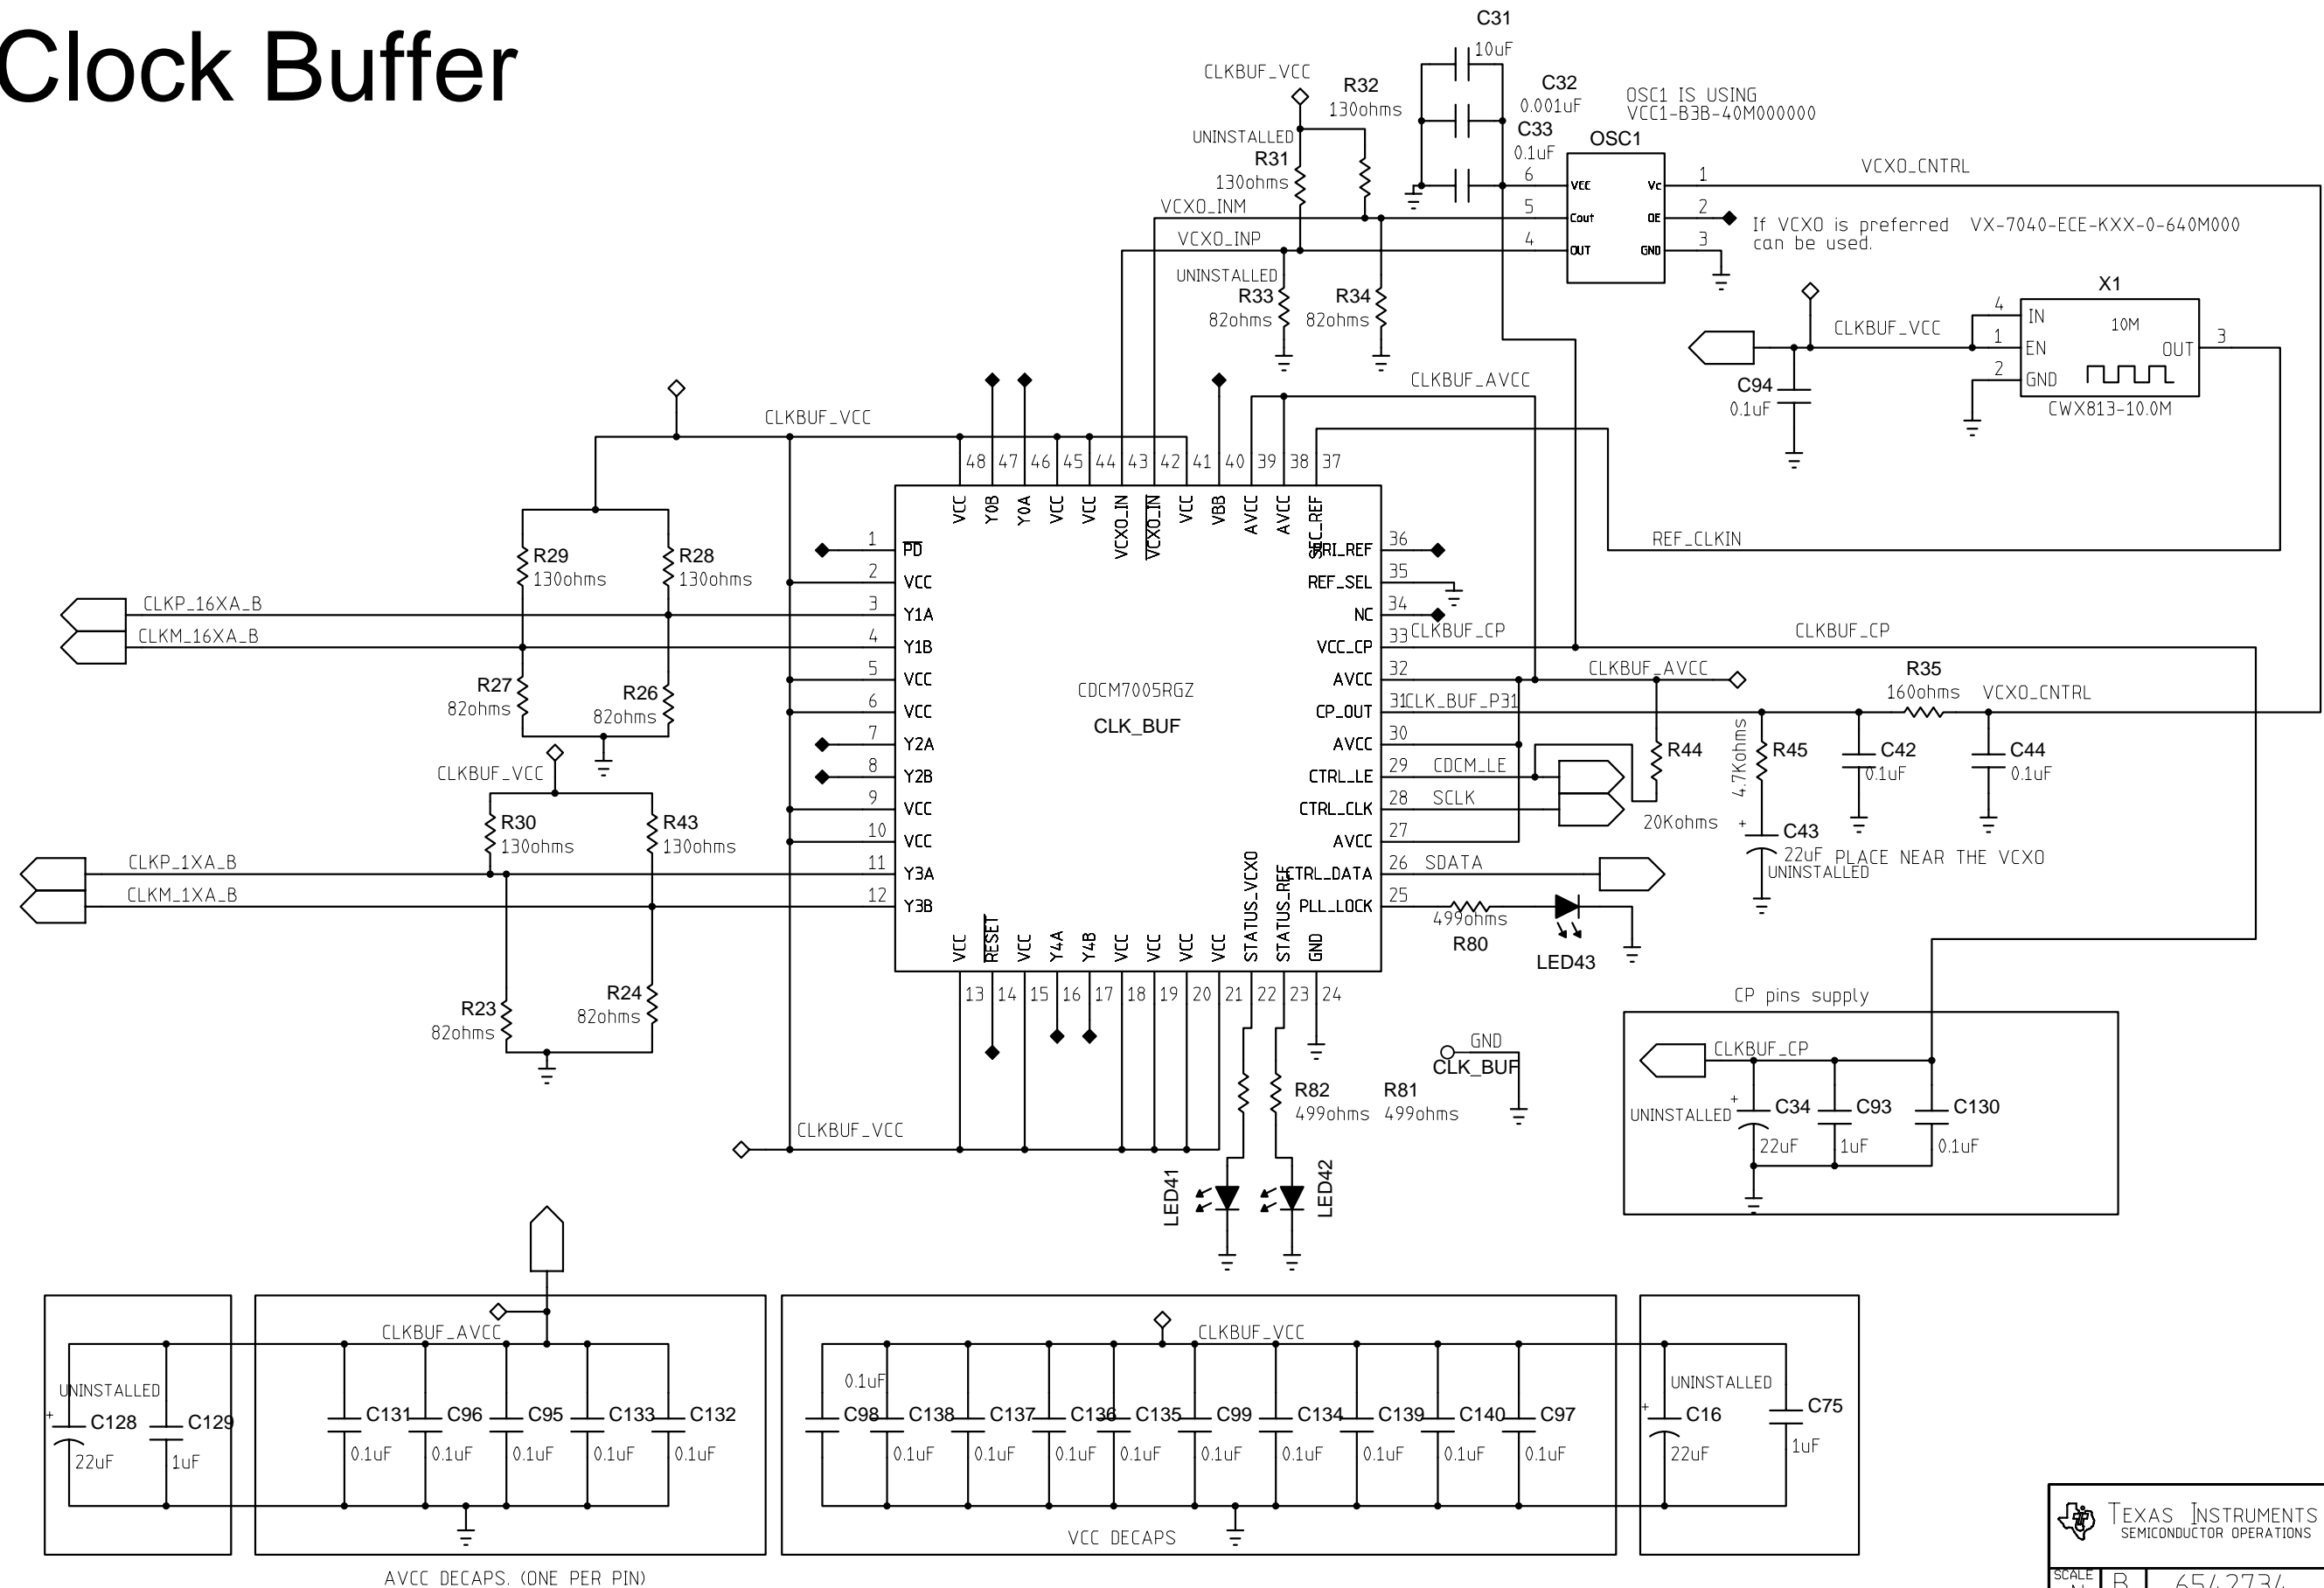 Clock Buffer
C31
10uF
CLKBUF_VCC
R32
130ohms
C32
0.001uF
C33
0.1uF
OSC1 IS USING
VCC1-B3B-40M000000
OSC1
UNINSTALLED
R31
130ohms
6 VCC Vc 1 VCXO_CNTRL
VCXO_INM 5 Cout OE 2
VCXO_INP 4 OUT GND 3
If VCXO is preferred VX-7040-ECE-KXX-0-640M000
can be used.
UNINSTALLED
R33
82ohms
R34
82ohms
X1
CLKBUF_VCC
4 IN
10M
1 EN
OUT 3
2 GND
CWX813-10.0M
C94
0.1uF
CLKBUF_AVCC
CLKBUF_VCC
48 47 46 45 44 43 42 41 40 39 38 37
VCC Y0B Y0A VCC VCC VCXO_IN VCXO_IN VCC VBB AVCC AVCC SEC_REF
R29
130ohms
R28
130ohms
CLKP_16XA_B
CLKM_16XA_B
R27
82ohms
R26
82ohms
CLKBUF_VCC
R30
130ohms
R43
130ohms
CLKP_1XA_B
CLKM_1XA_B
R23
82ohms
R24
82ohms
1 PD
2 VCC
3 Y1A
4 Y1B
5 VCC
6 VCC
7 Y2A
8 Y2B
9 VCC
10 VCC
11 Y3A
12 Y3B
CDCM7005RGZ
CLK_BUF
PRI_REF 36
REF_SEL 35
NC 34
VCC_CP 33 CLKBUF_CP
AVCC 32
CP_OUT 31 CLK_BUF_P31
AVCC 30
CTRL_LE 29 CDCM_LE
CTRL_CLK 28 SCLK
AVCC 27
CTRL_DATA 26 SDATA
PLL_LOCK 25
REF_CLKIN
CLKBUF_CP
CLKBUF_AVCC
R35
160ohms
VCXO_CNTRL
R44
20Kohms
4.7Kohms
R45
C42
0.1uF
C44
0.1uF
+
C43
22uF
UNINSTALLED
PLACE NEAR THE VCXO
499ohms
R80
LED43
VCC RESET VCC Y4A Y4B VCC VCC VCC VCC STATUS_VCXO STATUS_REF GND
13 14 15 16 17 18 19 20 21 22 23 24
GND
CLK_BUF
R82
499ohms
R81
499ohms
CLKBUF_VCC
LED41
LED42
CP pins supply
CLKBUF_CP
UNINSTALLED
+
C34
22uF
C93
1uF
C130
0.1uF
CLKBUF_AVCC
UNINSTALLED
+
C128
22uF
C129
1uF
C131
0.1uF
C96
0.1uF
C95
0.1uF
C133
0.1uF
C132
0.1uF
AVCC DECAPS. (ONE PER PIN)
CLKBUF_VCC
0.1uF
C98
C138
0.1uF
C137
0.1uF
C136
0.1uF
C135
0.1uF
C99
0.1uF
C134
0.1uF
C139
0.1uF
C140
0.1uF
C97
0.1uF
VCC DECAPS
UNINSTALLED
+
C16
22uF
C75
1uF
TEXAS INSTRUMENTS
SEMICONDUCTOR OPERATIONS
SCALE
B
6542734